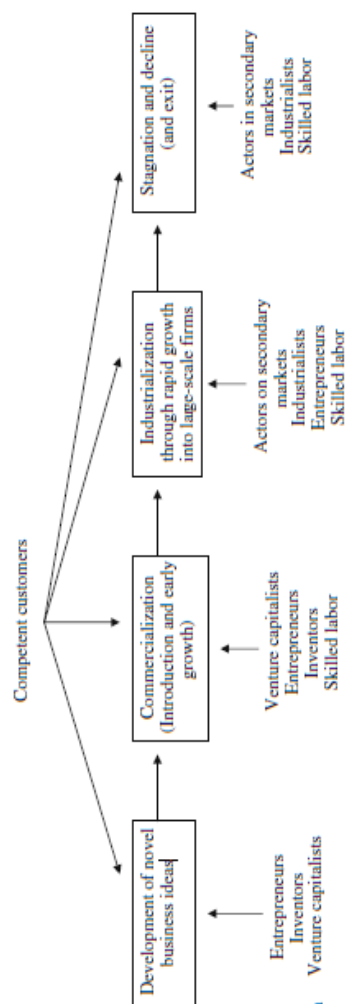 Competent customers
Development of novel
business ideas
Commercialization
(Introduction and early
growth)
Industrialization
through rapid growth
into lage-scale firms
Stagnation and decline
(and exit)
Entrepreneurs
Inventors
Venture capitalists
Venture capitalists
Entrepreneurs
Inventors
Skilled labor
Actors on secondary
markets
Industrialists
Entrepreneurs
Skilled labor
Actors in secondary
markets
Industrialists
Skilled labor